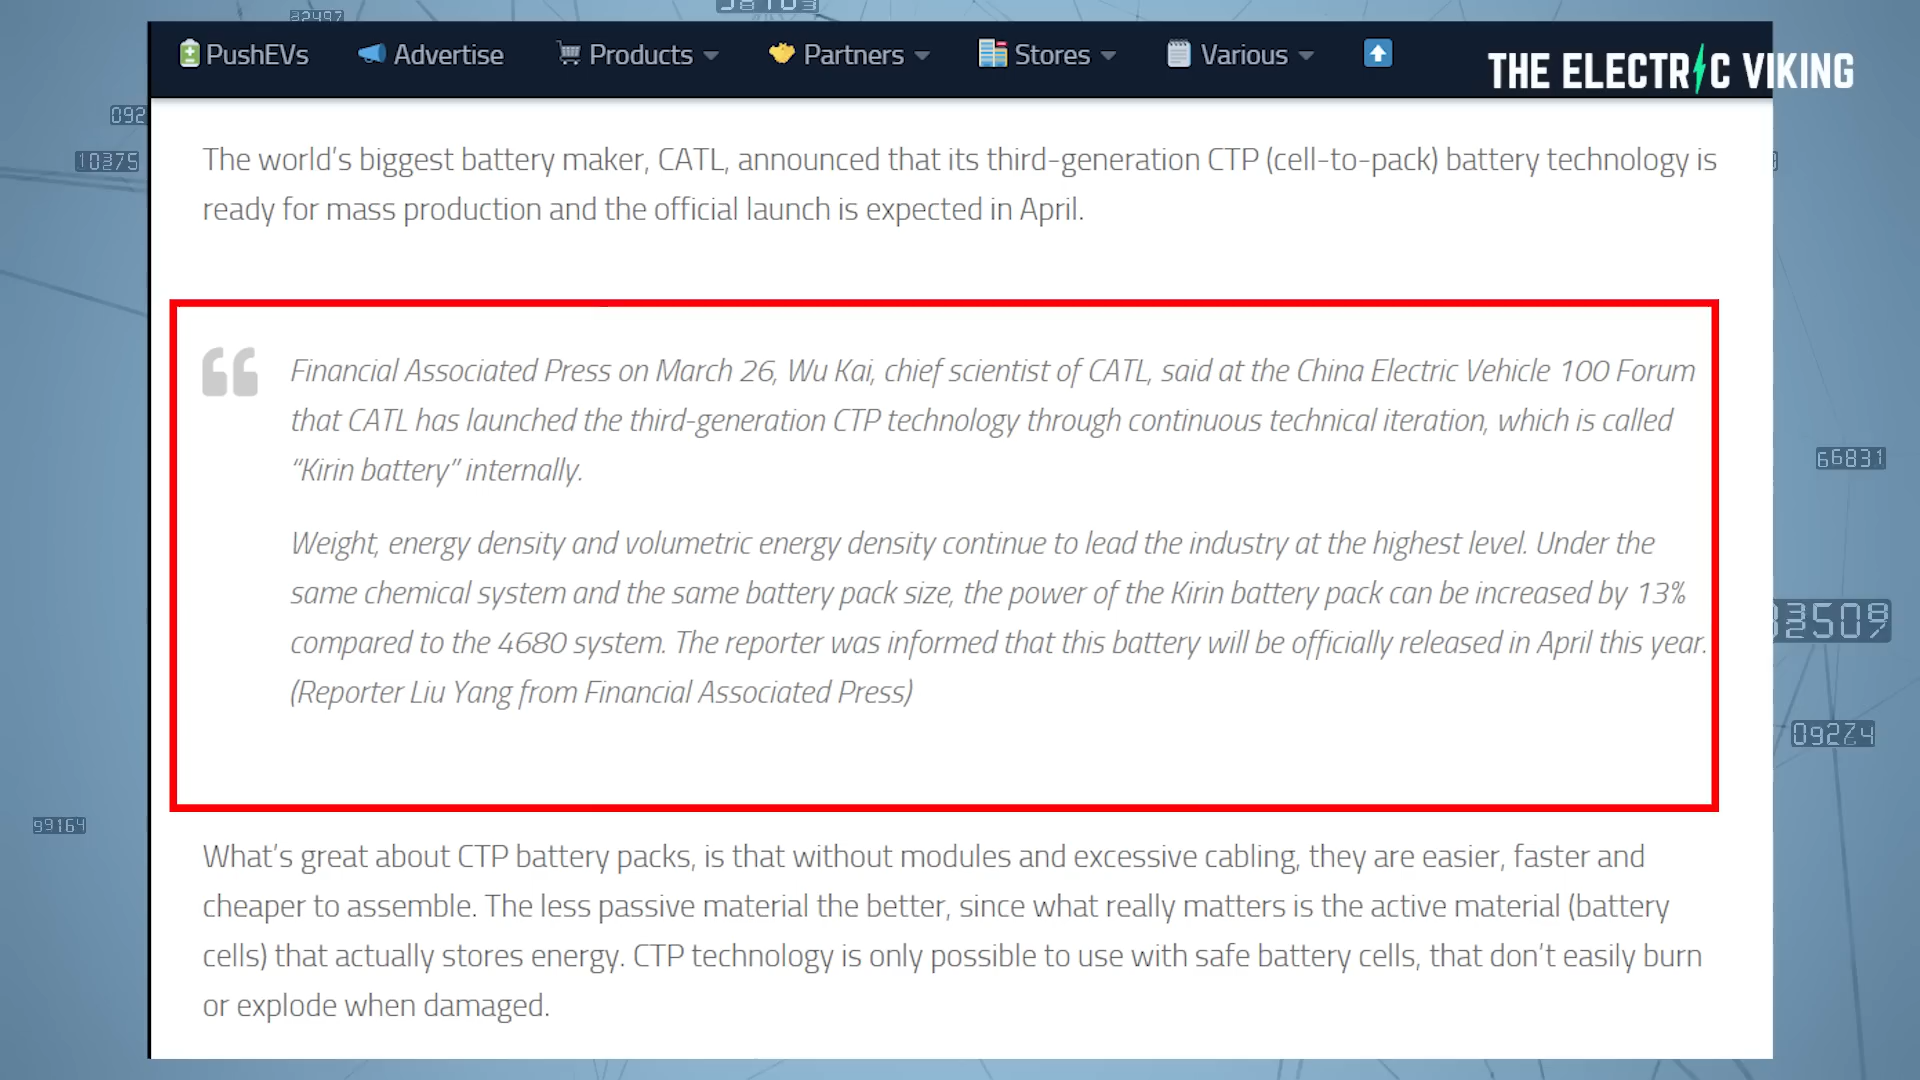 32497
PushEVs Advertise Products Partners Stores Various
THE ELECTRIC VIKING
092
10375
The world's biggest battery maker, CATL, announced that its third-generation CTP (cell-to-pack) battery technology is
ready for mass production and the official launch is expected in April.
“Financial Associated Press on March 26, Wu Kai, chief scientist of CATL, said at the China Electric Vehicle 100 Forum
that CATL has launched the third-generation CTP technology through continuous technical iteration, which is called
“Kirin battery” internally.
66831
Weight, energy density and volumetric energy density continue to lead the industry at the highest level. Under the
same chemical system and the same battery pack size, the power of the Kirin battery pack can be increased by 13%
compared to the 4680 system. The reporter was informed that this battery will be officially released in April this year.
(Reporter Liu Yang from Financial Associated Press)
99164
What's great about CTP battery packs, is that without modules and excessive cabling, they are easier, faster and
cheaper to assemble. The less passive material the better, since what really matters is the active material (battery
cells) that actually stores energy. CTP technology is only possible to use with safe battery cells, that don't easily burn
or explode when damaged.